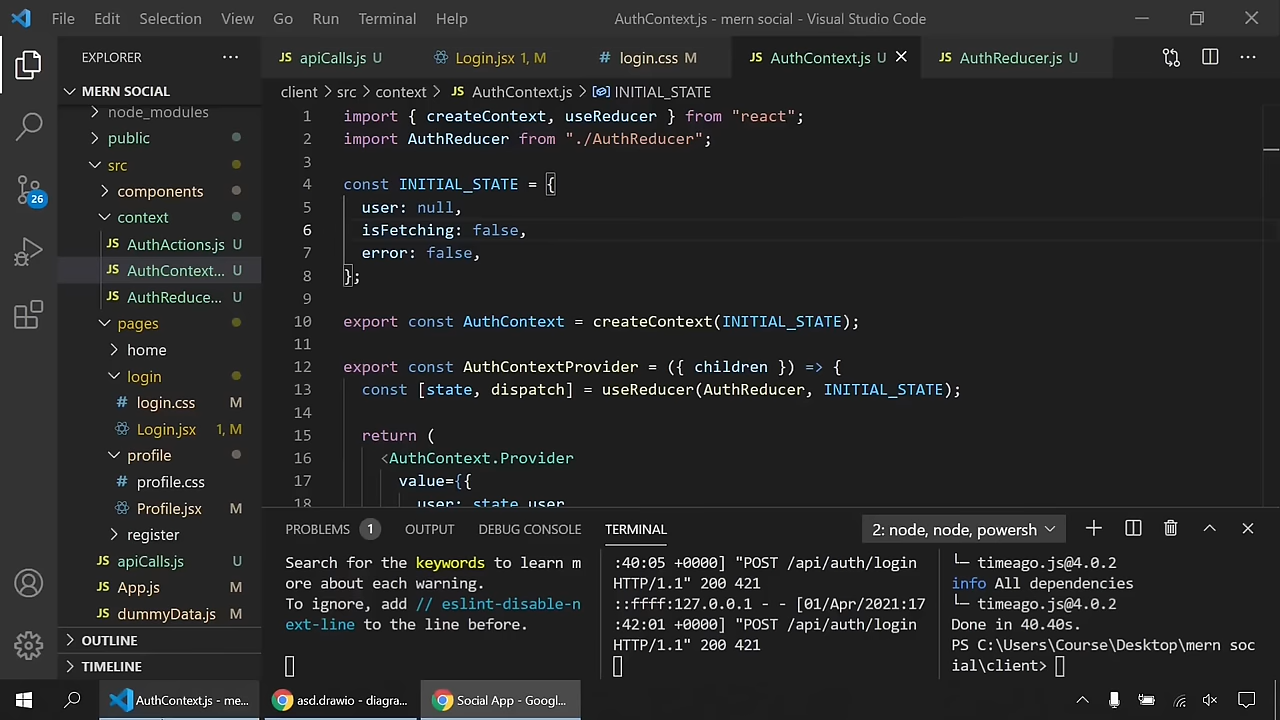 File Edit Selection View Go Run Terminal Help AuthContext.js - mern social - Visual Studio Code
EXPLORER
JS apiCalls.js U Login.jsx 1, M # login.css M JS AuthContext.js U JS AuthReducer.js U
MERN SOCIAL
node_modules
public
src
components
context
JS AuthActions.js U
JS AuthContext... U
JS AuthReduce... U
pages
home
login
# login.css M
Login.jsx 1, M
profile
# profile.css
Profile.jsx M
register
JS apiCalls.js U
JS App.js M
JS dummyData.js M
OUTLINE
TIMELINE
26
client > src > context > JS AuthContext.js > INITIAL_STATE
1 import { createContext, useReducer } from "react";
2 import AuthReducer from "./AuthReducer";
3
4 const INITIAL_STATE = {
5 user: null,
6 isFetching: false,
7 error: false,
8 };
9
10 export const AuthContext = createContext(INITIAL_STATE);
11
12 export const AuthContextProvider = ({ children }) => {
13 const [state, dispatch] = useReducer(AuthReducer, INITIAL_STATE);
14
15 return (
16 <AuthContext.Provider
17 value={{
18 user: state.user
PROBLEMS 1 OUTPUT DEBUG CONSOLE TERMINAL 2: node, node, powersh
Search for the keywords to learn m
ore about each warning.
To ignore, add // eslint-disable-n
ext-line to the line before.
:40:05 +0000] "POST /api/auth/login
HTTP/1.1" 200 421
::ffff:127.0.0.1 - - [01/Apr/2021:17
:42:01 +0000] "POST /api/auth/login
HTTP/1.1" 200 421
└─ timeago.js@4.0.2
info All dependencies
└─ timeago.js@4.0.2
Done in 40.40s.
PS C:\Users\Course\Desktop\mern soc
ial\client>
AuthContext.js - me... asd.drawio - diagra... Social App - Googl...